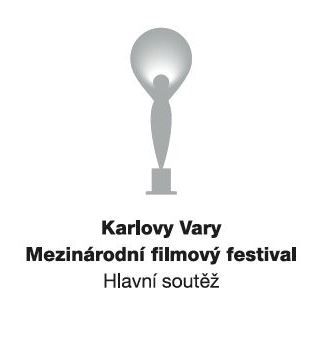 Karlovy Vary
Mezinárodní filmový festival
Hlavní soutěž